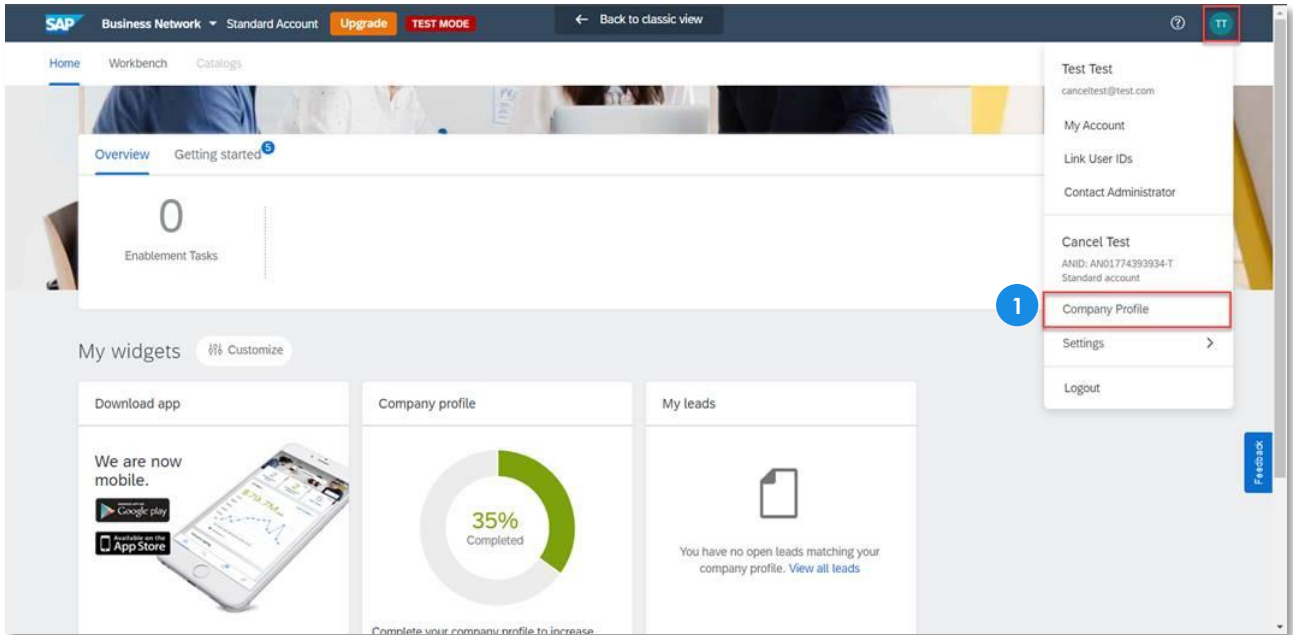 SAP Business Network Standard Account Upgrade TEST MODE ← Back to classic view TT
Home Workbench Catalogs
Overview Getting started 5
0
Enablement Tasks
Test Test
canceltest@test.com
My Account
Link User IDs
Contact Administrator
Cancel Test
ANID: AN01774393934-T
Standard account
1 Company Profile
Settings
Logout
My widgets Customize
Download app
We are now
mobile.
Google play
Available on the
App Store
Company profile
35%
Completed
Complete your company profile to increase
My leads
You have no open leads matching your
company profile. View all leads
Feedback